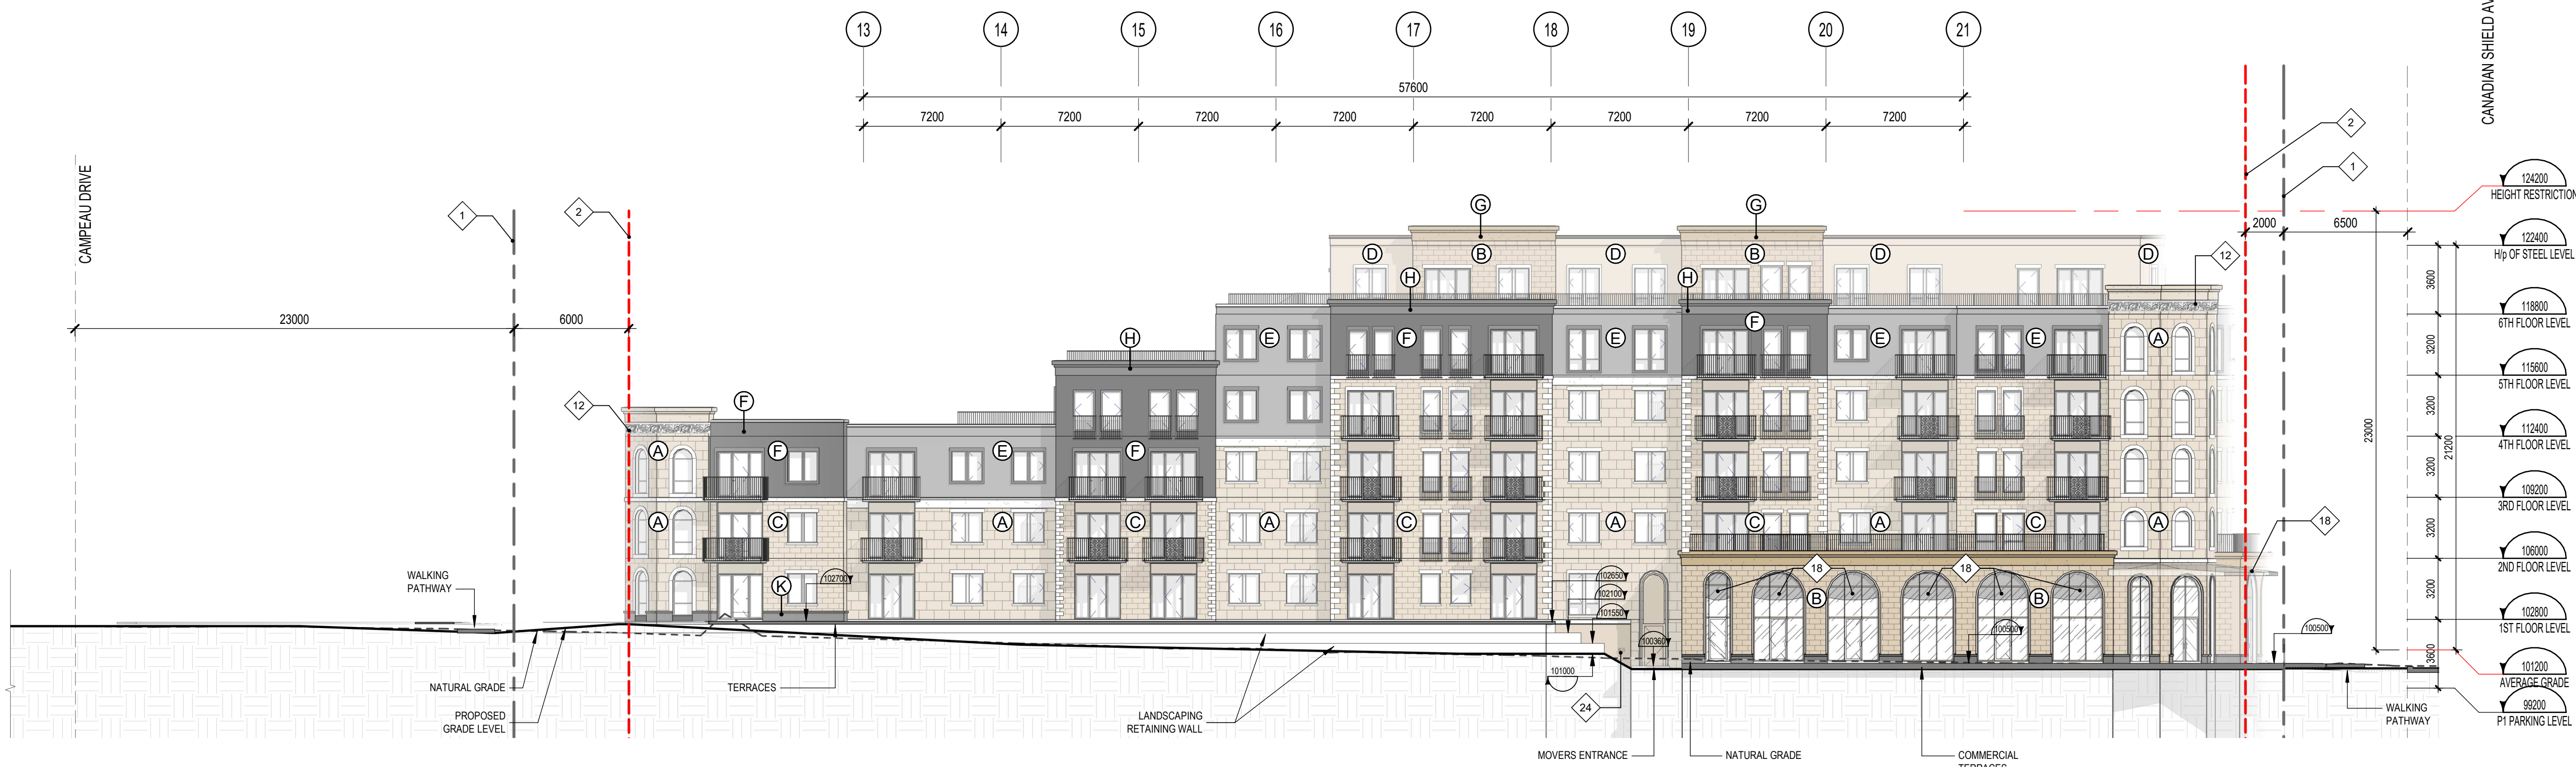 13
14
15
16
17
18
19
20
21
57600
7200
7200
7200
7200
7200
7200
7200
7200
CAMPEAU DRIVE
CANADIAN SHIELD AV
2
1
124200
HEIGHT RESTRICTION
2000
6500
1
2
G
G
122400
H/p OF STEEL LEVEL
D
B
D
B
D
D
12
3600
H
H
118800
6TH FLOOR LEVEL
23000
6000
H
E
F
E
F
E
E
A
3200
115600
5TH FLOOR LEVEL
12
F
3200
112400
4TH FLOOR LEVEL
23000
21200
A
F
E
F
3200
109200
3RD FLOOR LEVEL
A
C
A
C
A
C
A
C
A
C
A
18
3200
106000
2ND FLOOR LEVEL
WALKING
PATHWAY
K
102700
102650
102100
101550
18
18
B
B
3200
102800
1ST FLOOR LEVEL
100360
100500
100500
3600
101200
AVERAGE GRADE
101000
NATURAL GRADE
TERRACES
24
99200
P1 PARKING LEVEL
PROPOSED
GRADE LEVEL
LANDSCAPING
RETAINING WALL
WALKING
PATHWAY
MOVERS ENTRANCE
NATURAL GRADE
COMMERCIAL
TERRACES